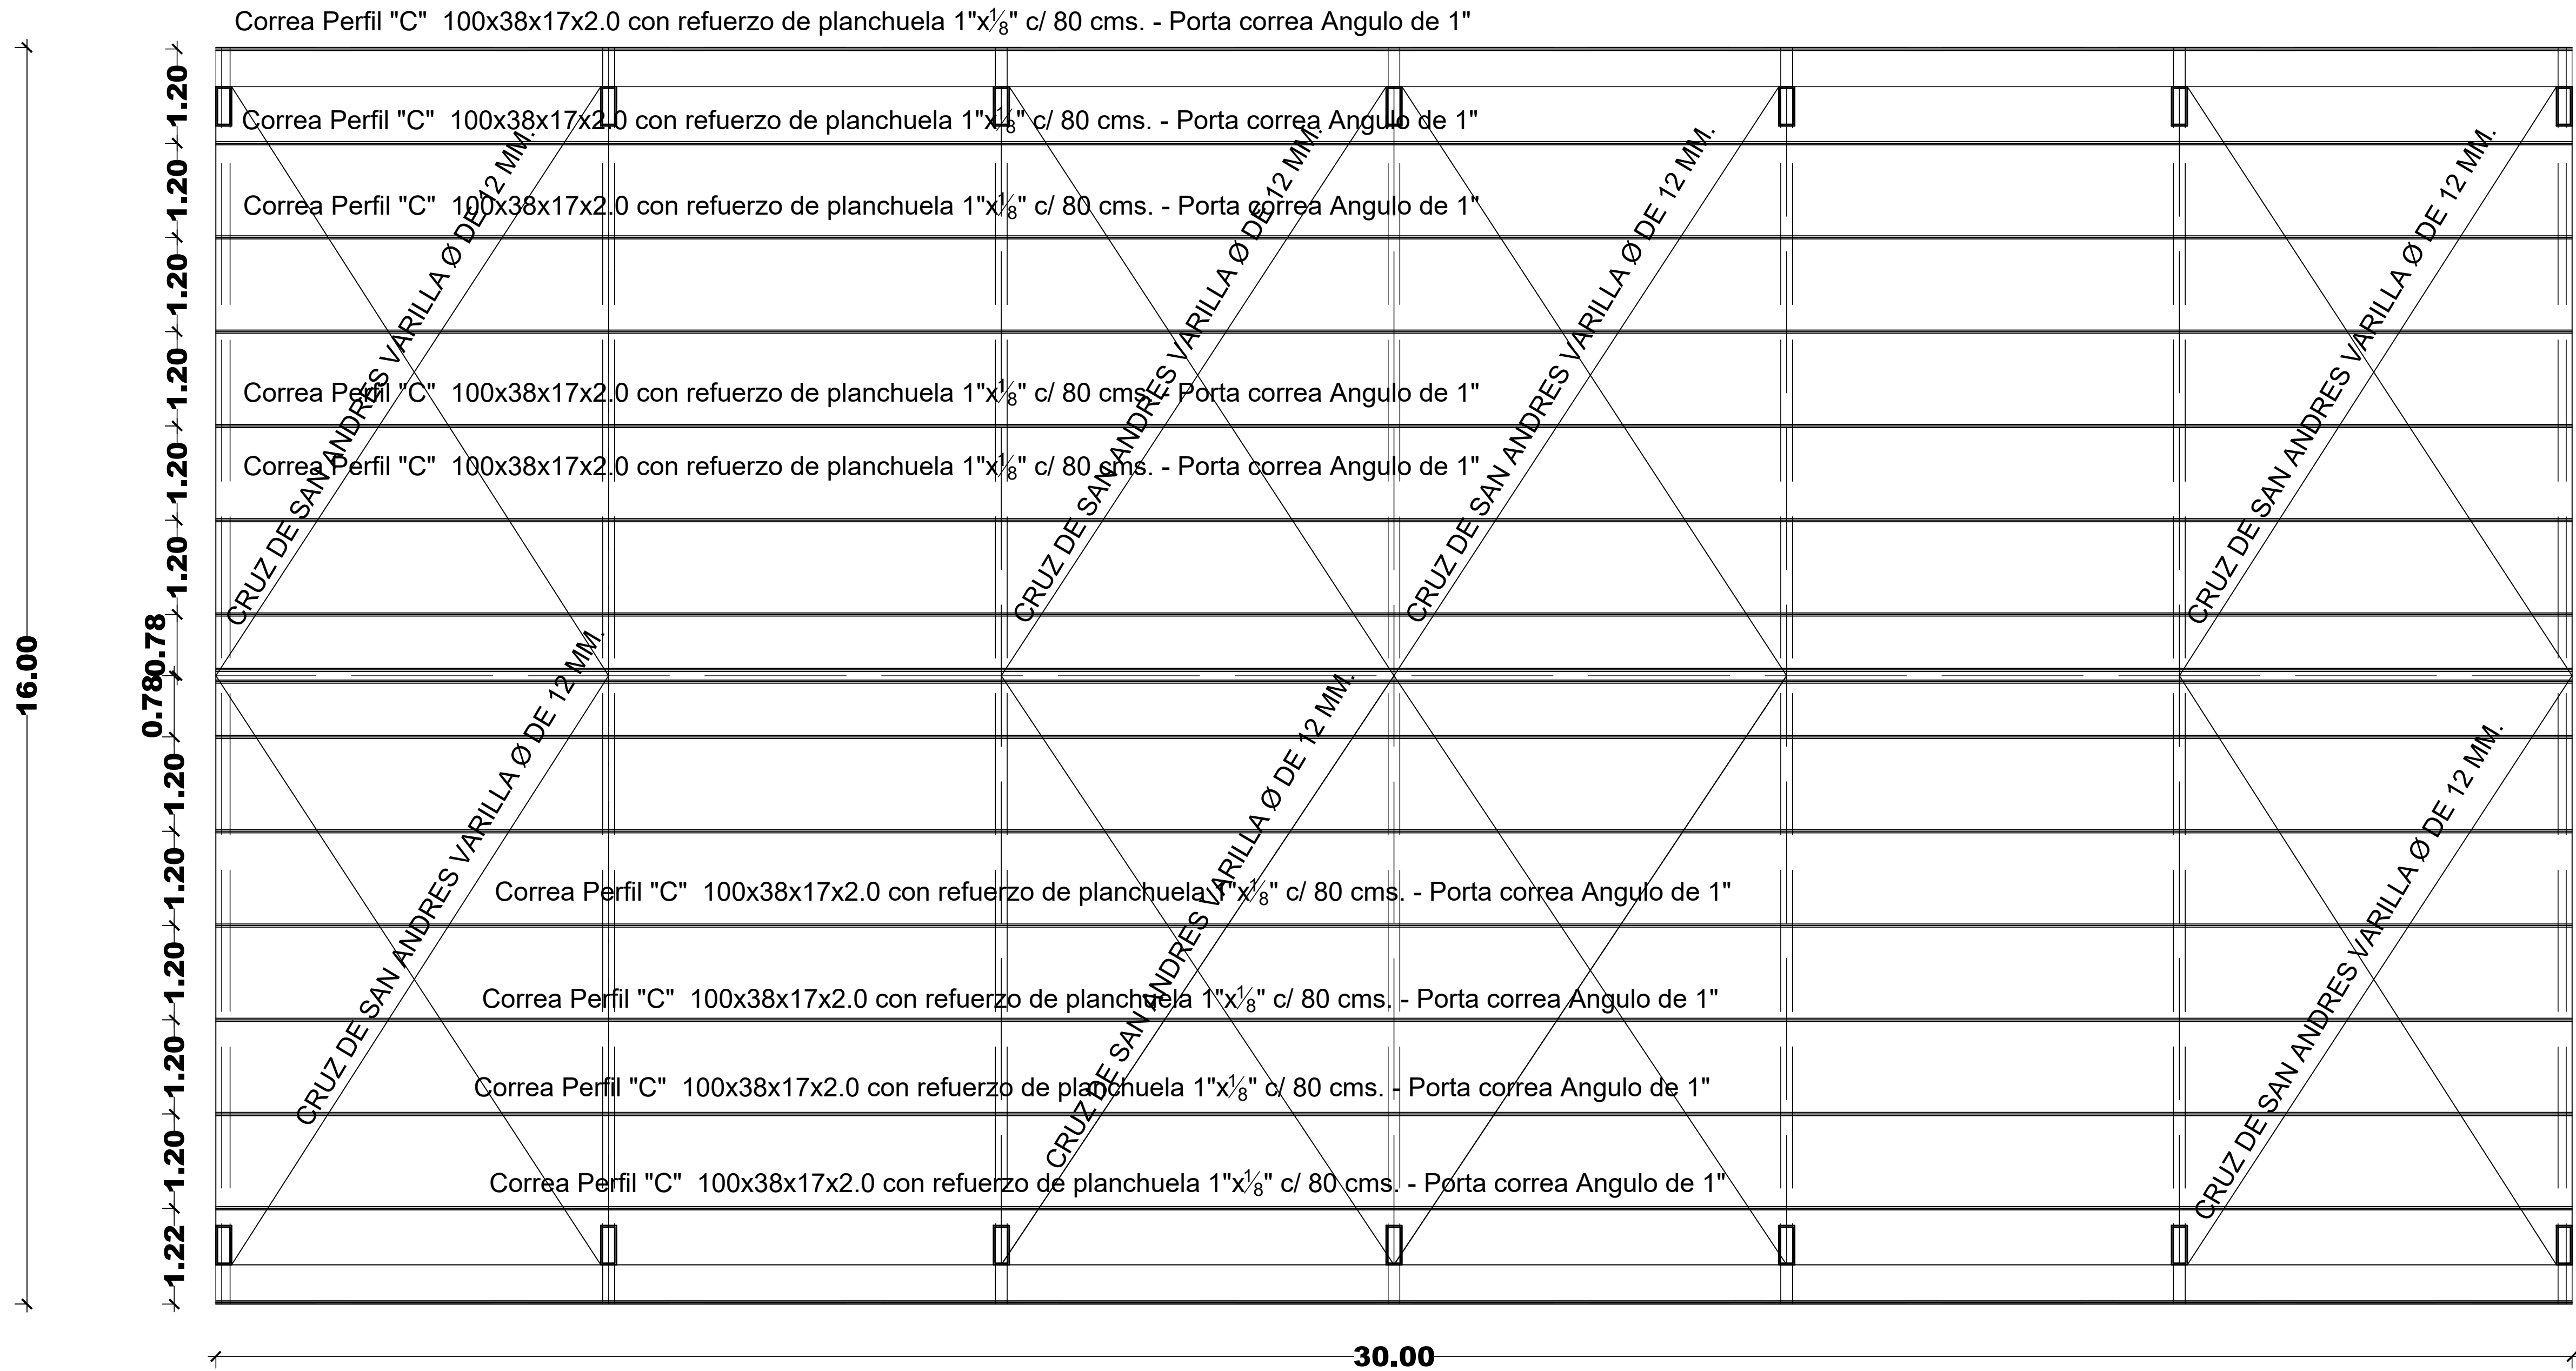 Correa Perfil "C" 100x38x17x2.0 con refuerzo de planchuela 1"x⅛" c/ 80 cms. - Porta correa Angulo de 1"
1.20
Correa Perfil "C" 100x38x17x2.0 con refuerzo de planchuela 1"x⅛" c/ 80 cms. - Porta correa Angulo de 1"
1.20
Correa Perfil "C" 100x38x17x2.0 con refuerzo de planchuela 1"x⅛" c/ 80 cms. - Porta correa Angulo de 1"
1.20
1.20
Correa Perfil "C" 100x38x17x2.0 con refuerzo de planchuela 1"x⅛" c/ 80 cms. - Porta correa Angulo de 1"
1.20
Correa Perfil "C" 100x38x17x2.0 con refuerzo de planchuela 1"x⅛" c/ 80 cms. - Porta correa Angulo de 1"
1.20
CRUZ DE SAN ANDRES VARILLA Ø DE 12 MM.
CRUZ DE SAN ANDRES VARILLA Ø DE 12 MM.
CRUZ DE SAN ANDRES VARILLA Ø DE 12 MM.
CRUZ DE SAN ANDRES VARILLA Ø DE 12 MM.
0.78
16.00
0.78
1.20
1.20
Correa Perfil "C" 100x38x17x2.0 con refuerzo de planchuela 1"x⅛" c/ 80 cms. - Porta correa Angulo de 1"
1.20
Correa Perfil "C" 100x38x17x2.0 con refuerzo de planchuela 1"x⅛" c/ 80 cms. - Porta correa Angulo de 1"
1.20
Correa Perfil "C" 100x38x17x2.0 con refuerzo de planchuela 1"x⅛" c/ 80 cms. - Porta correa Angulo de 1"
1.20
Correa Perfil "C" 100x38x17x2.0 con refuerzo de planchuela 1"x⅛" c/ 80 cms. - Porta correa Angulo de 1"
1.22
CRUZ DE SAN ANDRES VARILLA Ø DE 12 MM.
CRUZ DE SAN ANDRES VARILLA Ø DE 12 MM.
CRUZ DE SAN ANDRES VARILLA Ø DE 12 MM.
30.00